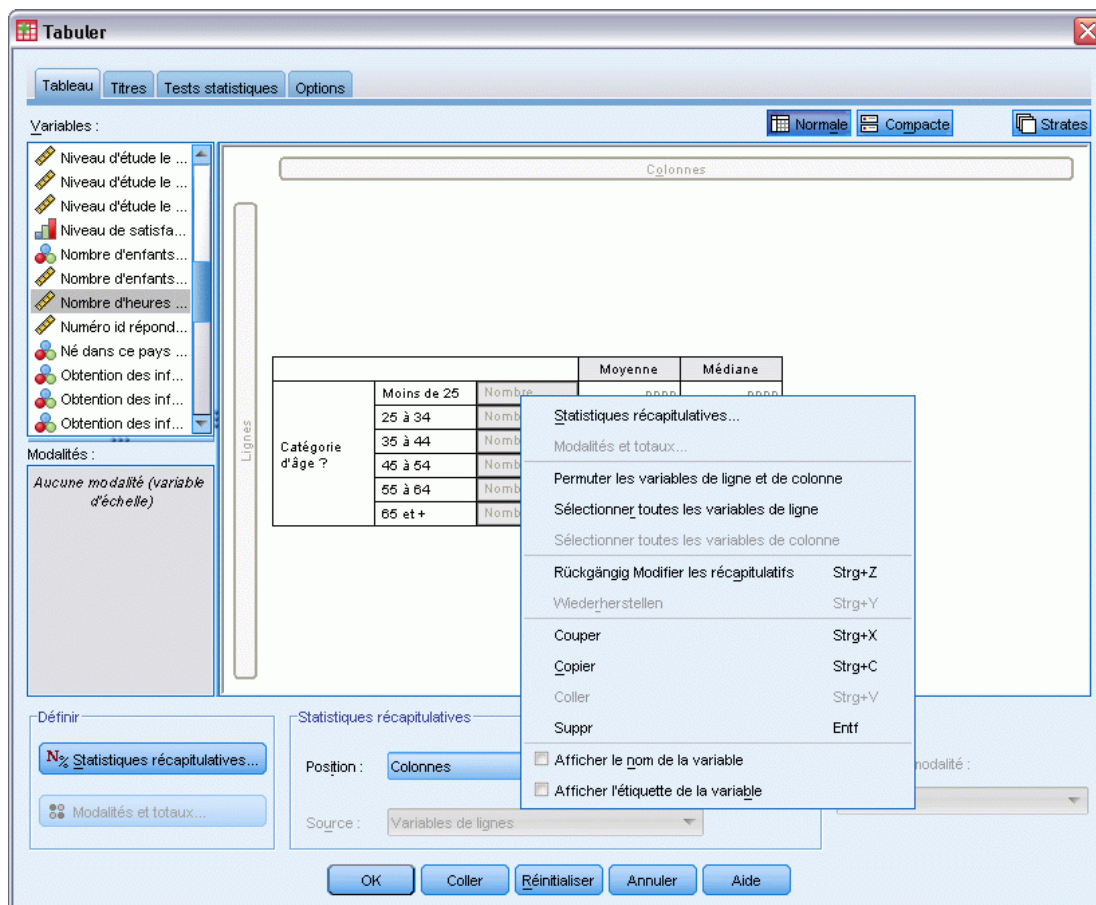 Tabuler
Tableau Titres Tests statistiques Options
Variables :
Normale Compacte Strates
Niveau d'étude le ...
Niveau d'étude le ...
Niveau d'étude le ...
Niveau de satisfa...
Nombre d'enfants...
Nombre d'enfants...
Nombre d'heures ...
Numéro id répond...
Né dans ce pays ...
Obtention des inf...
Obtention des inf...
Obtention des inf...
Modalités :
Aucune modalité (variable
d'échelle)
Colonnes
Lignes
Moyenne Médiane
Catégorie
d'âge ?
Moins de 25 Nombre
25 à 34 Nomb
35 à 44 Nomb
45 à 54 Nomb
55 à 64 Nomb
65 et + Nomb
Statistiques récapitulatives...
Modalités et totaux...
Permuter les variables de ligne et de colonne
Sélectionner toutes les variables de ligne
Sélectionner toutes les variables de colonne
Rückgängig Modifier les récapitulatifs Strg+Z
Wiederherstellen Strg+Y
Couper Strg+X
Copier Strg+C
Coller Strg+V
Suppr Entf
Afficher le nom de la variable
Afficher l'étiquette de la variable
Définir
N% Statistiques récapitulatives...
Modalités et totaux...
Statistiques récapitulatives
Position : Colonnes
Source : Variables de lignes
modalité :
OK Coller Réinitialiser Annuler Aide